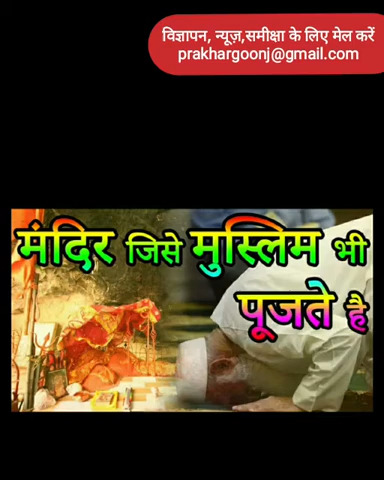 विज्ञापन, न्यूज़,समीक्षा के लिए मेल करें
prakhargoonj@gmail.com
मंदिर जिसे मुस्लिम भी
पूजते है